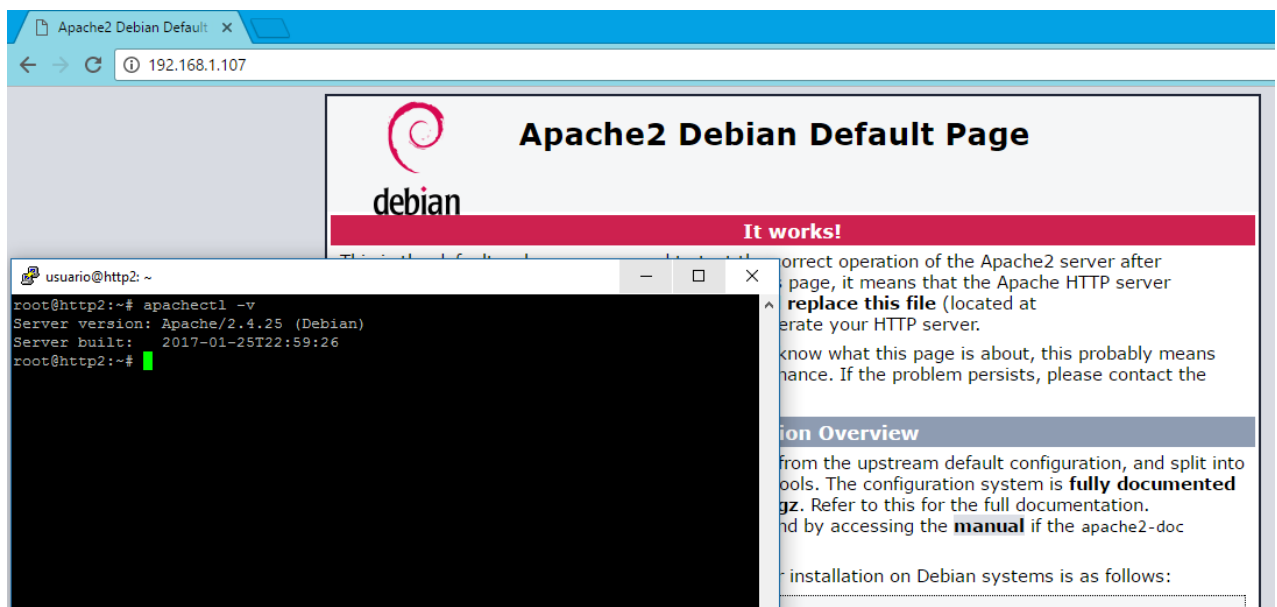 Apache2 Debian Default
192.168.1.107
debian
Apache2 Debian Default Page
It works!
orrect operation of the Apache2 server after
page, it means that the Apache HTTP server
replace this file (located at
erate your HTTP server.
know what this page is about, this probably means
nance. If the problem persists, please contact the
ion Overview
from the upstream default configuration, and split into
ools. The configuration system is fully documented
gz. Refer to this for the full documentation.
nd by accessing the manual if the apache2-doc
installation on Debian systems is as follows:
usuario@http2: ~
root@http2:~# apachectl -v
Server version: Apache/2.4.25 (Debian)
Server built:   2017-01-25T22:59:26
root@http2:~#